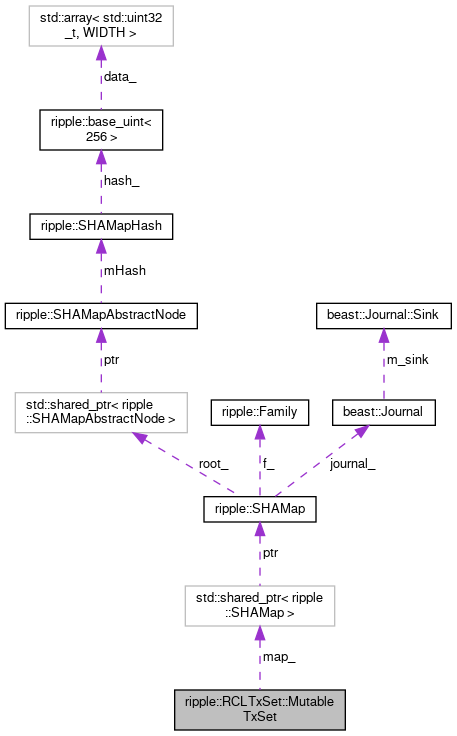 std::array< std::uint32
_t, WIDTH >
data_
ripple::base_uint<
256 >
hash_
ripple::SHAMapHash
mHash
ripple::SHAMapAbstractNode
beast::Journal::Sink
ptr
m_sink
std::shared_ptr< ripple
::SHAMapAbstractNode >
ripple::Family
beast::Journal
root_
f_
journal_
ripple::SHAMap
ptr
std::shared_ptr< ripple
::SHAMap >
map_
ripple::RCLTxSet::Mutable
TxSet